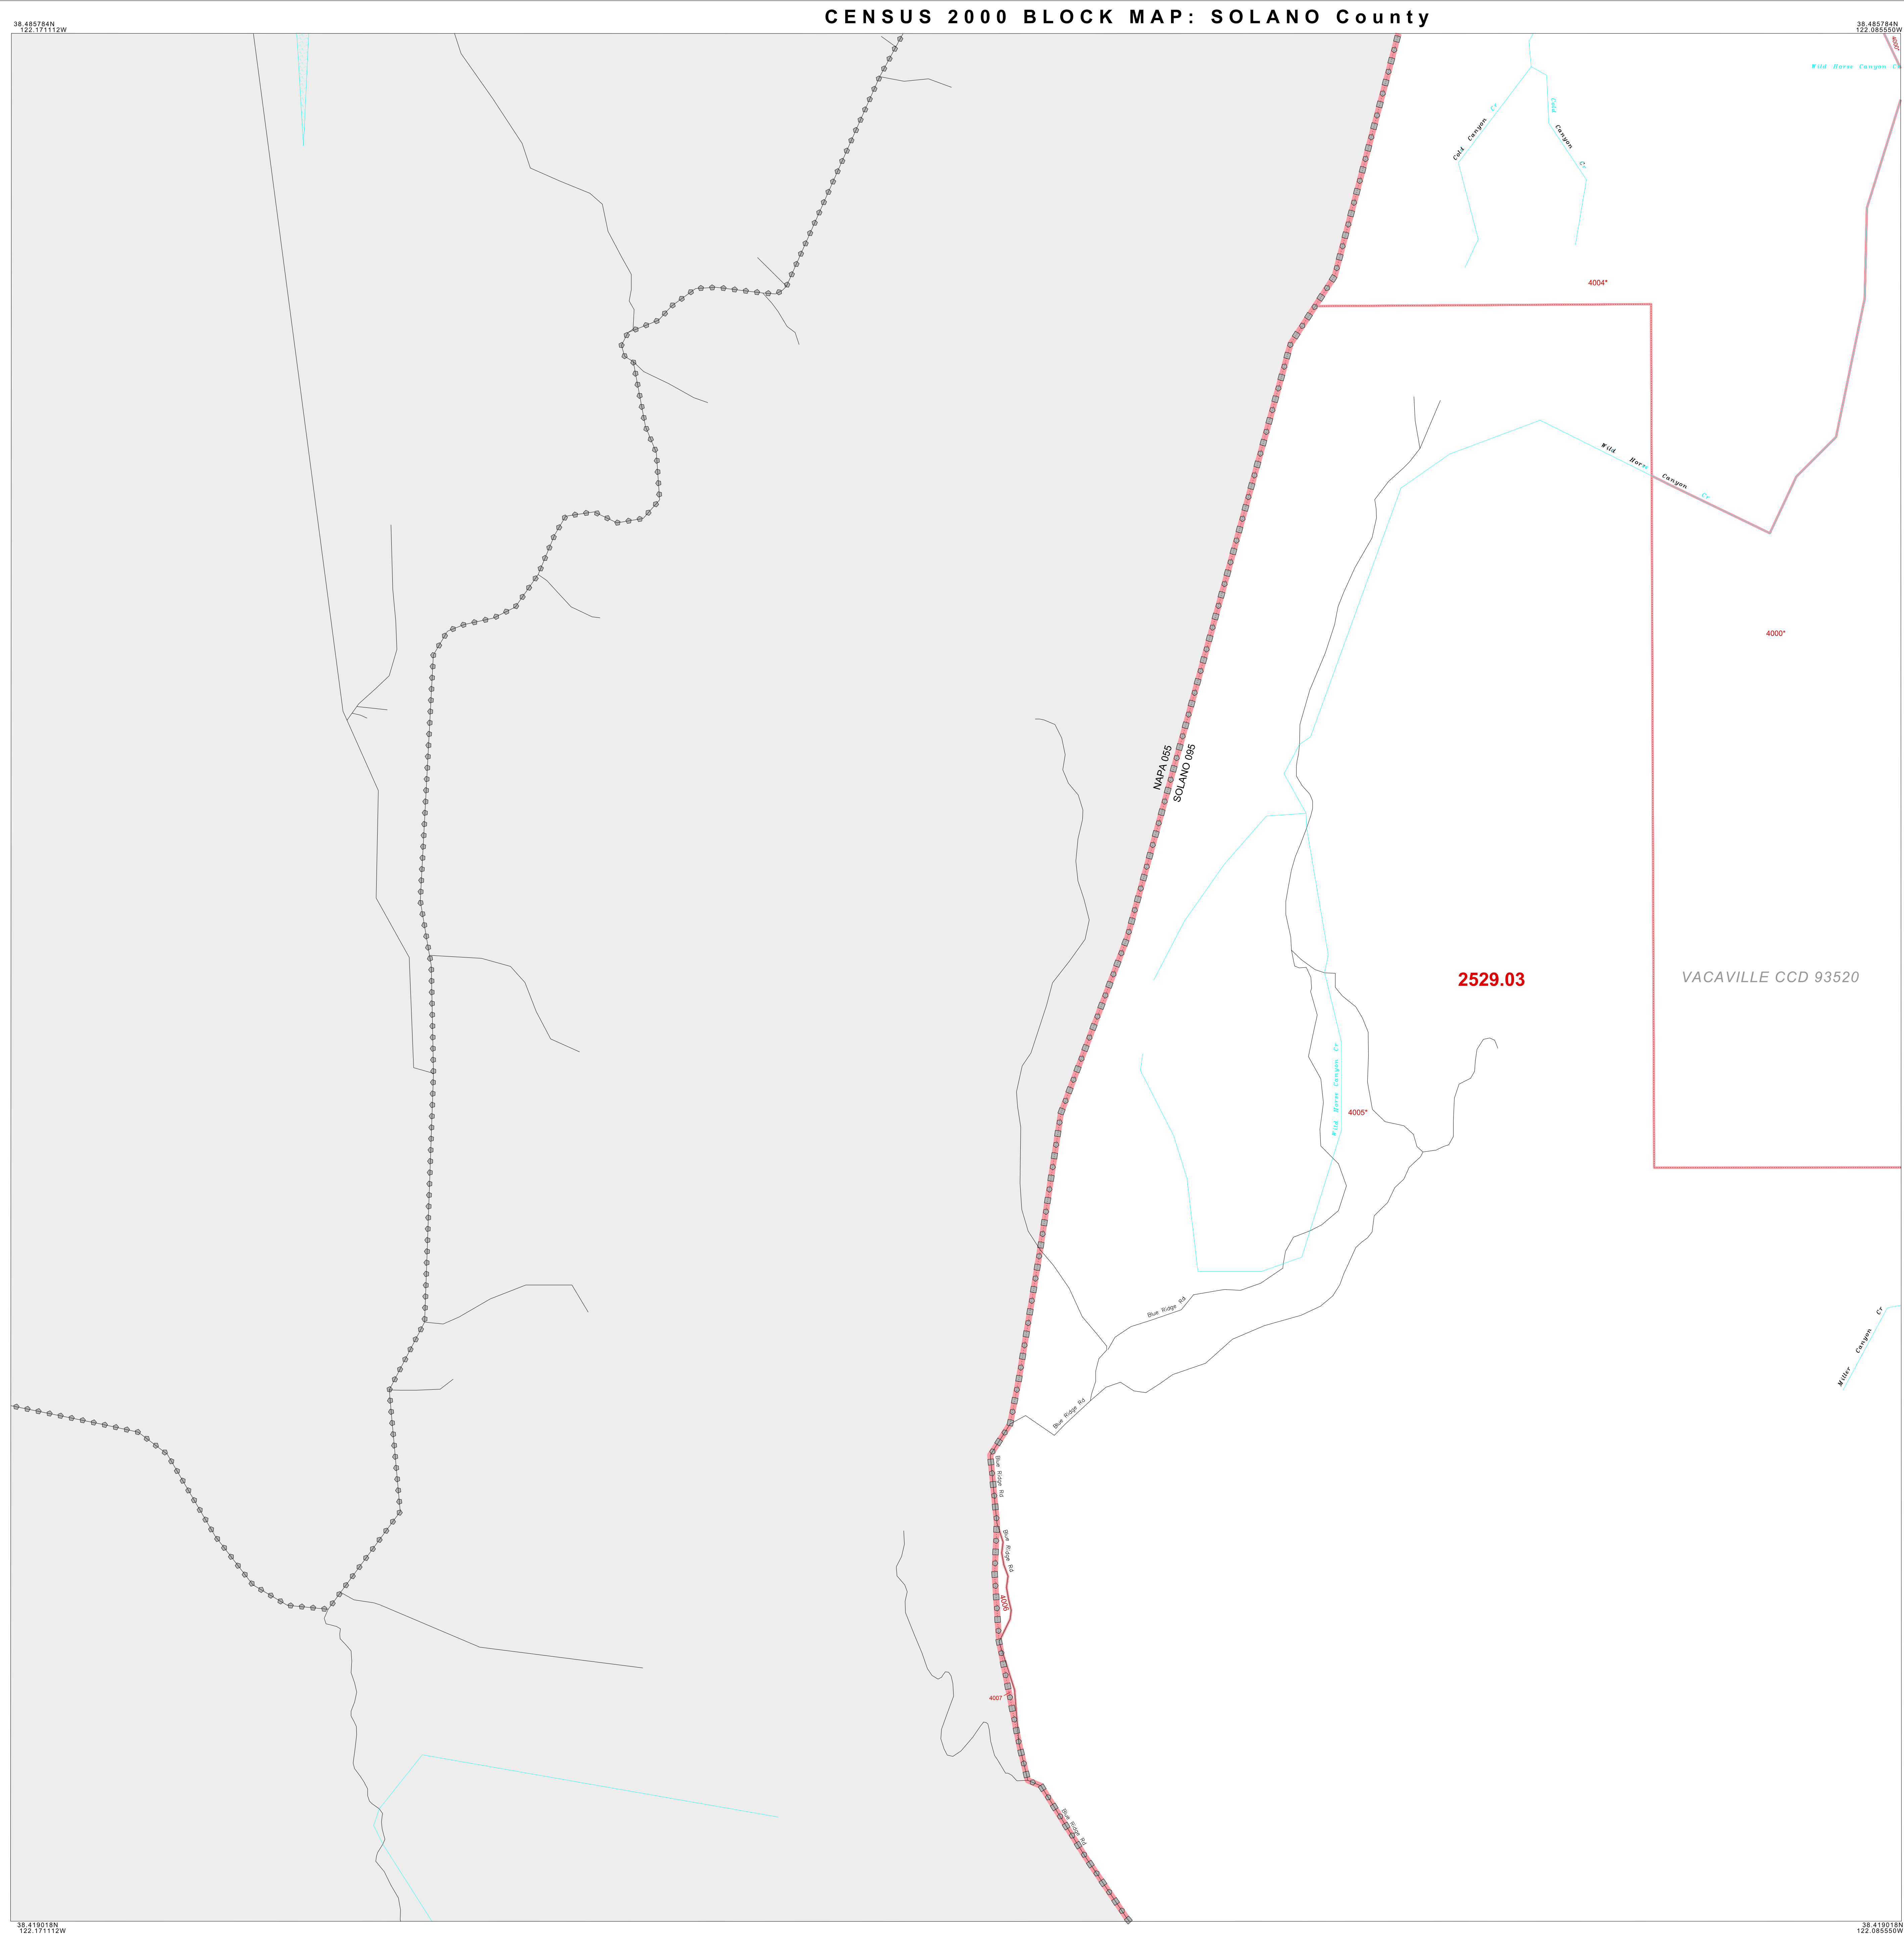 CENSUS 2000 BLOCK MAP: SOLANO County
38.485784N
122.171112W
38.485784N
122.085550W
4000*
Wild Horse Canyon C
Cold Canyon Cr
Canyon Cr
4004*
Wild Horse Canyon Cr
4000*
NAPA 055
SOLANO 095
2529.03
VACAVILLE CCD 93520
Wild Horse Canyon Cr
4005*
Blue Ridge Rd
Miller Canyon Cr
Blue Ridge Rd
Blue Ridge Rd
Blue Ridge Rd
4006
4007
Blue Ridge Rd
38.419018N
122.171112W
38.419018N
122.085550W